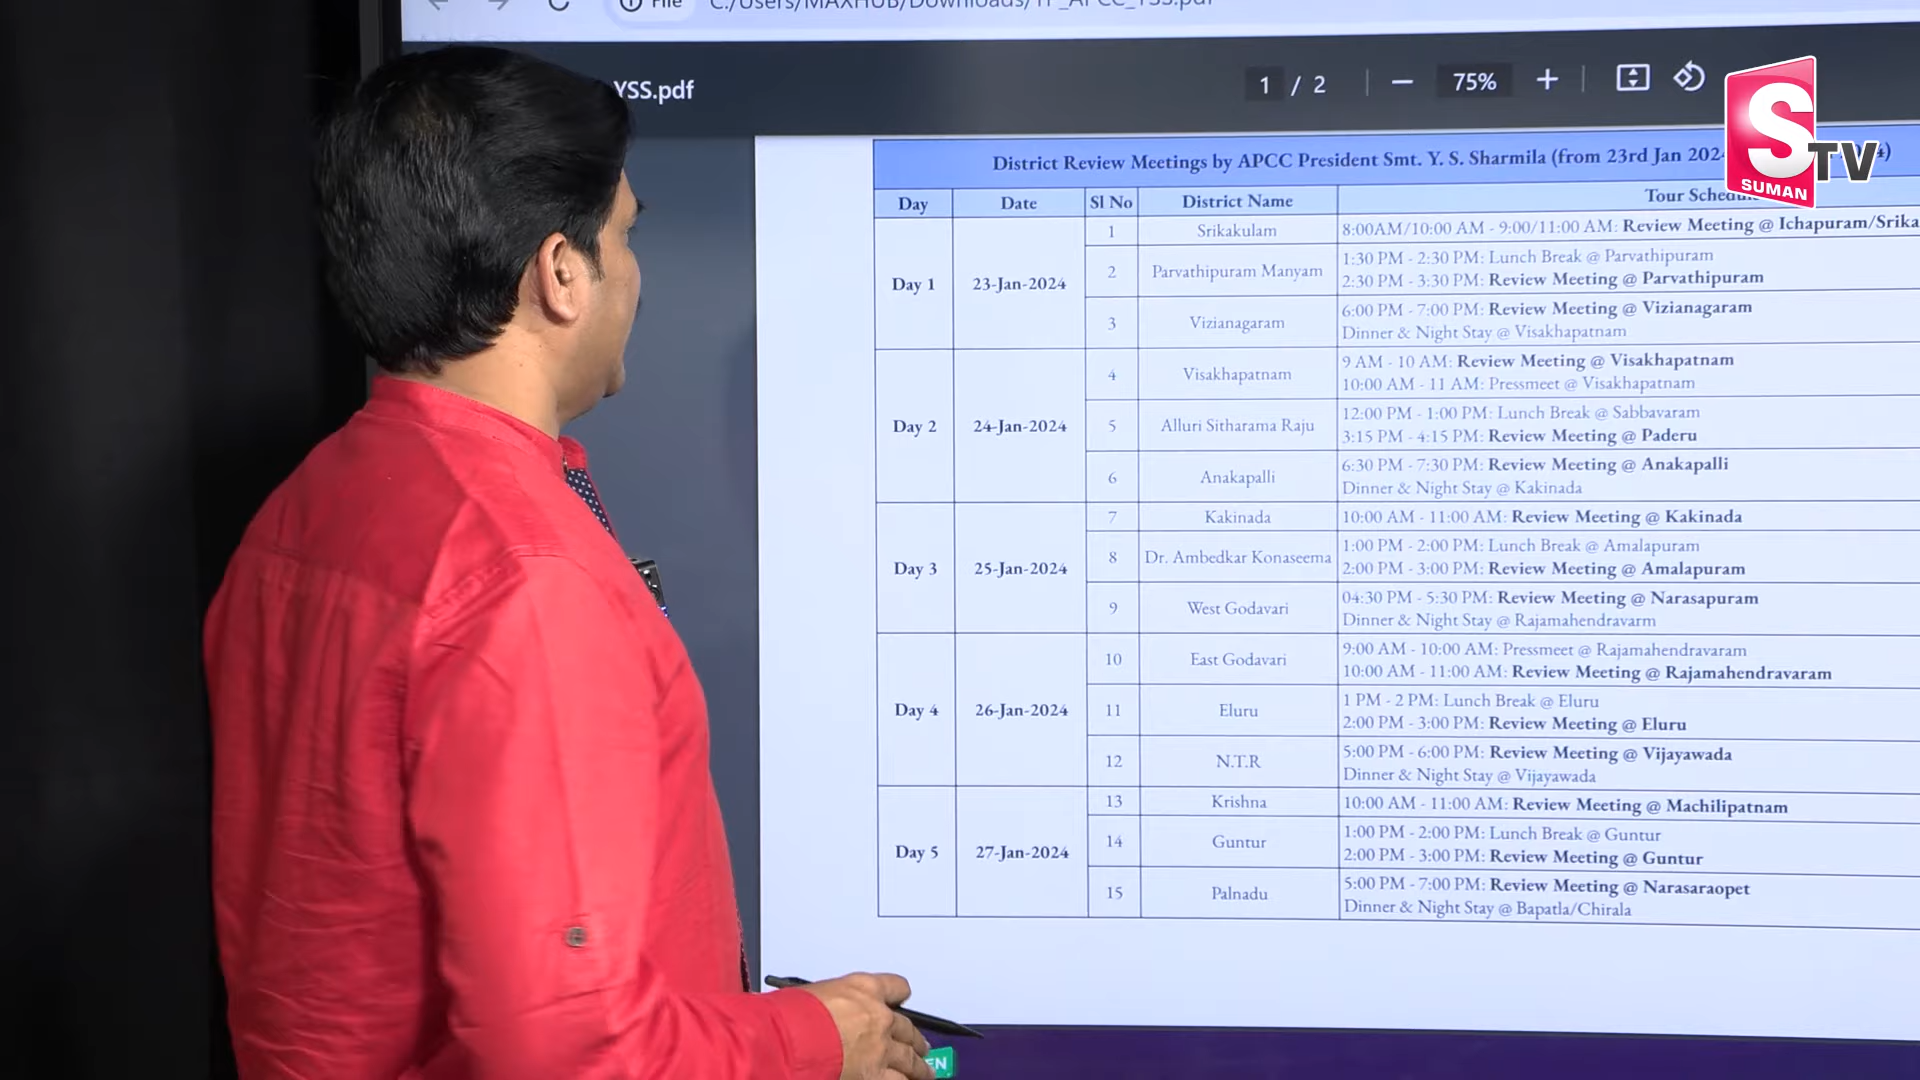 File
C:/Users/MAXHUB/Downloads/TP_APCC_YSS.pdf
YSS.pdf
1 / 2
75%
S
SUMAN
TV
District Review Meetings by APCC President Smt. Y. S. Sharmila (from 23rd Jan 202
Day Date Sl No District Name Tour
Day 1 23-Jan-2024
1 Srikakulam 8:00AM/10:00 AM - 9:00/11:00 AM: Review Meeting @ Ichapuram/Srika
2 Parvathipuram Manyam 1:30 PM - 2:30 PM: Lunch Break @ Parvathipuram
2:30 PM - 3:30 PM: Review Meeting @ Parvathipuram
3 Vizianagaram 6:00 PM - 7:00 PM: Review Meeting @ Vizianagaram
Dinner & Night Stay @ Visakhapatnam
Day 2 24-Jan-2024
4 Visakhapatnam 9 AM - 10 AM: Review Meeting @ Visakhapatnam
10:00 AM - 11 AM: Pressmeet @ Visakhapatnam
5 Alluri Sitharama Raju 12:00 PM - 1:00 PM: Lunch Break @ Sabbavaram
3:15 PM - 4:15 PM: Review Meeting @ Paderu
6 Anakapalli 6:30 PM - 7:30 PM: Review Meeting @ Anakapalli
Dinner & Night Stay @ Kakinada
Day 3 25-Jan-2024
7 Kakinada 10:00 AM - 11:00 AM: Review Meeting @ Kakinada
8 Dr. Ambedkar Konaseema 1:00 PM - 2:00 PM: Lunch Break @ Amalapuram
2:00 PM - 3:00 PM: Review Meeting @ Amalapuram
9 West Godavari 04:30 PM - 5:30 PM: Review Meeting @ Narasapuram
Dinner & Night Stay @ Rajamahendravarm
Day 4 26-Jan-2024
10 East Godavari 9:00 AM - 10:00 AM: Pressmeet @ Rajamahendravaram
10:00 AM - 11:00 AM: Review Meeting @ Rajamahendravaram
11 Eluru 1 PM - 2 PM: Lunch Break @ Eluru
2:00 PM - 3:00 PM: Review Meeting @ Eluru
12 N.T.R 5:00 PM - 6:00 PM: Review Meeting @ Vijayawada
Dinner & Night Stay @ Vijayawada
Day 5 27-Jan-2024
13 Krishna 10:00 AM - 11:00 AM: Review Meeting @ Machilipatnam
14 Guntur 1:00 PM - 2:00 PM: Lunch Break @ Guntur
2:00 PM - 3:00 PM: Review Meeting @ Guntur
15 Palnadu 5:00 PM - 7:00 PM: Review Meeting @ Narasaraopet
Dinner & Night Stay @ Bapatla/Chirala
EN